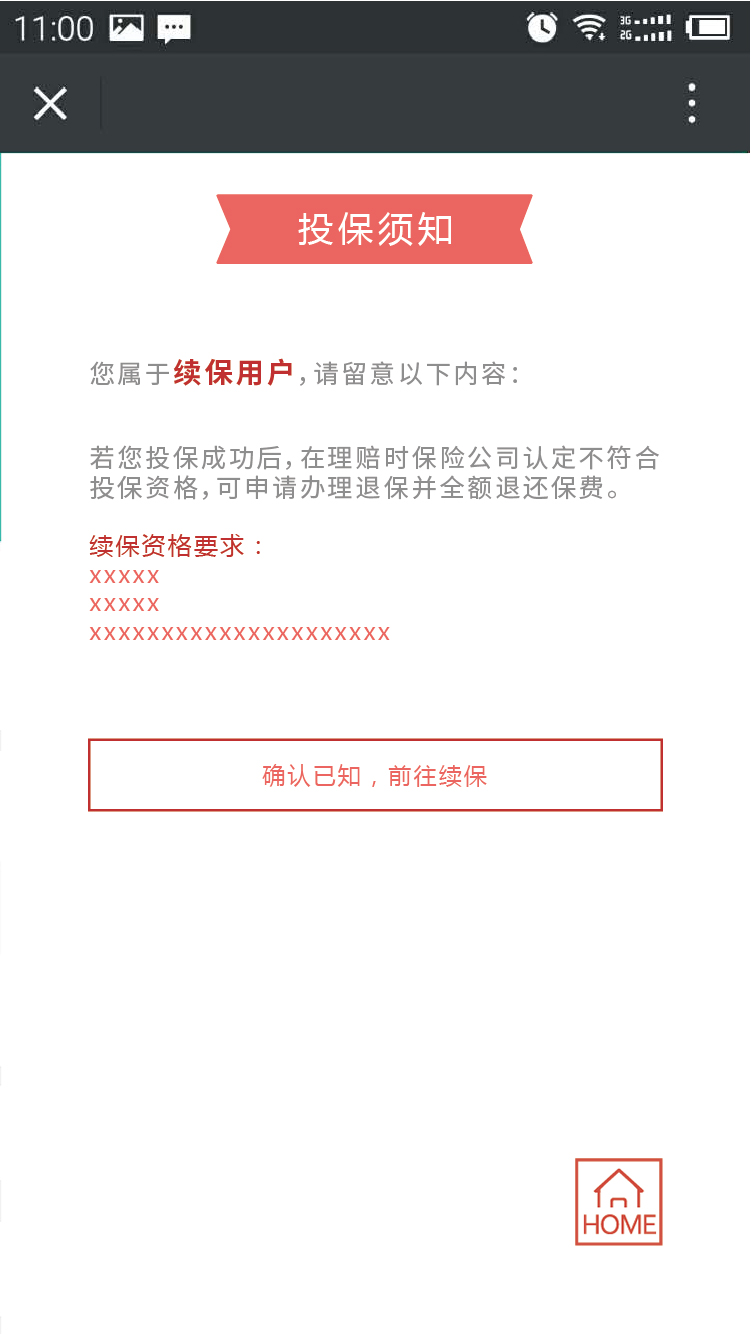 11:00
3G
2G
投保须知
您属于续保用户，请留意以下内容：
若您投保成功后，在理赔时保险公司认定不符合
投保资格，可申请办理退保并全额退还保费。
续保资格要求：
xxxxx
xxxxx
xxxxxxxxxxxxxxxxxxxxx
确认已知，前往续保
HOME